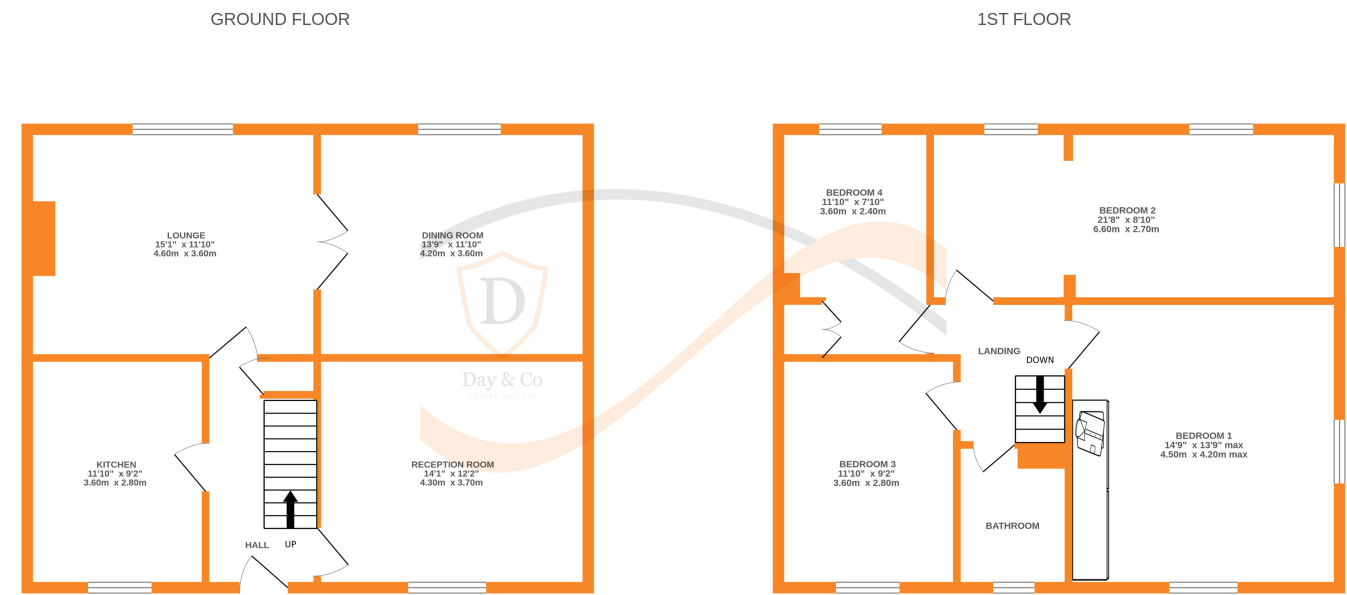 GROUND FLOOR
1ST FLOOR
LOUNGE
15'1" x 11'10"
4.60m x 3.60m
DINING ROOM
13'9" x 11'10"
4.20m x 3.60m
D
Day & Co
ESTATE AGENTS
KITCHEN
11'10" x 9'2"
3.60m x 2.80m
RECEPTION ROOM
14'1" x 12'2"
4.30m x 3.70m
HALL
UP
BEDROOM 4
11'10" x 7'10"
3.60m x 2.40m
BEDROOM 2
21'8" x 8'10"
6.60m x 2.70m
LANDING
DOWN
BEDROOM 3
11'10" x 9'2"
3.60m x 2.80m
BEDROOM 1
14'9" x 13'9" max
4.50m x 4.20m max
BATHROOM